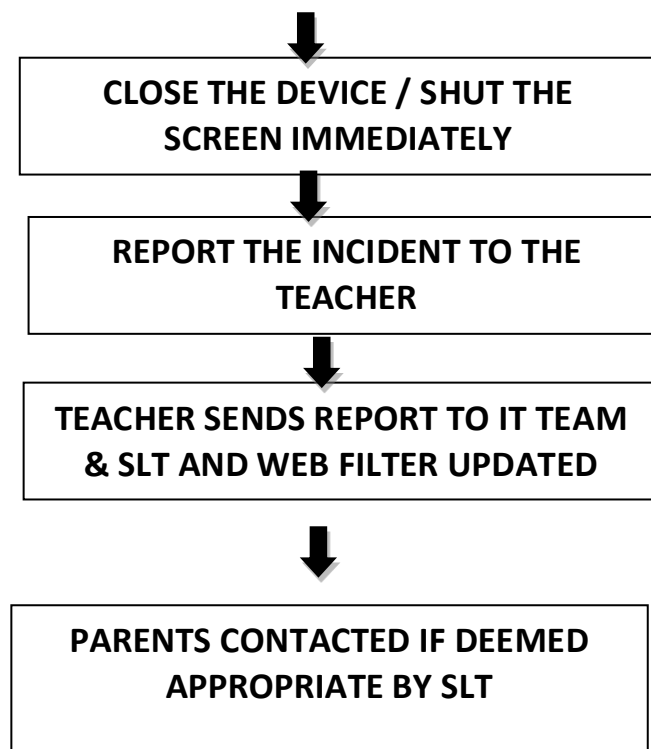 CLOSE THE DEVICE / SHUT THE
SCREEN IMMEDIATELY
REPORT THE INCIDENT TO THE
TEACHER
TEACHER SENDS REPORT TO IT TEAM
& SLT AND WEB FILTER UPDATED
PARENTS CONTACTED IF DEEMED
APPROPRIATE BY SLT